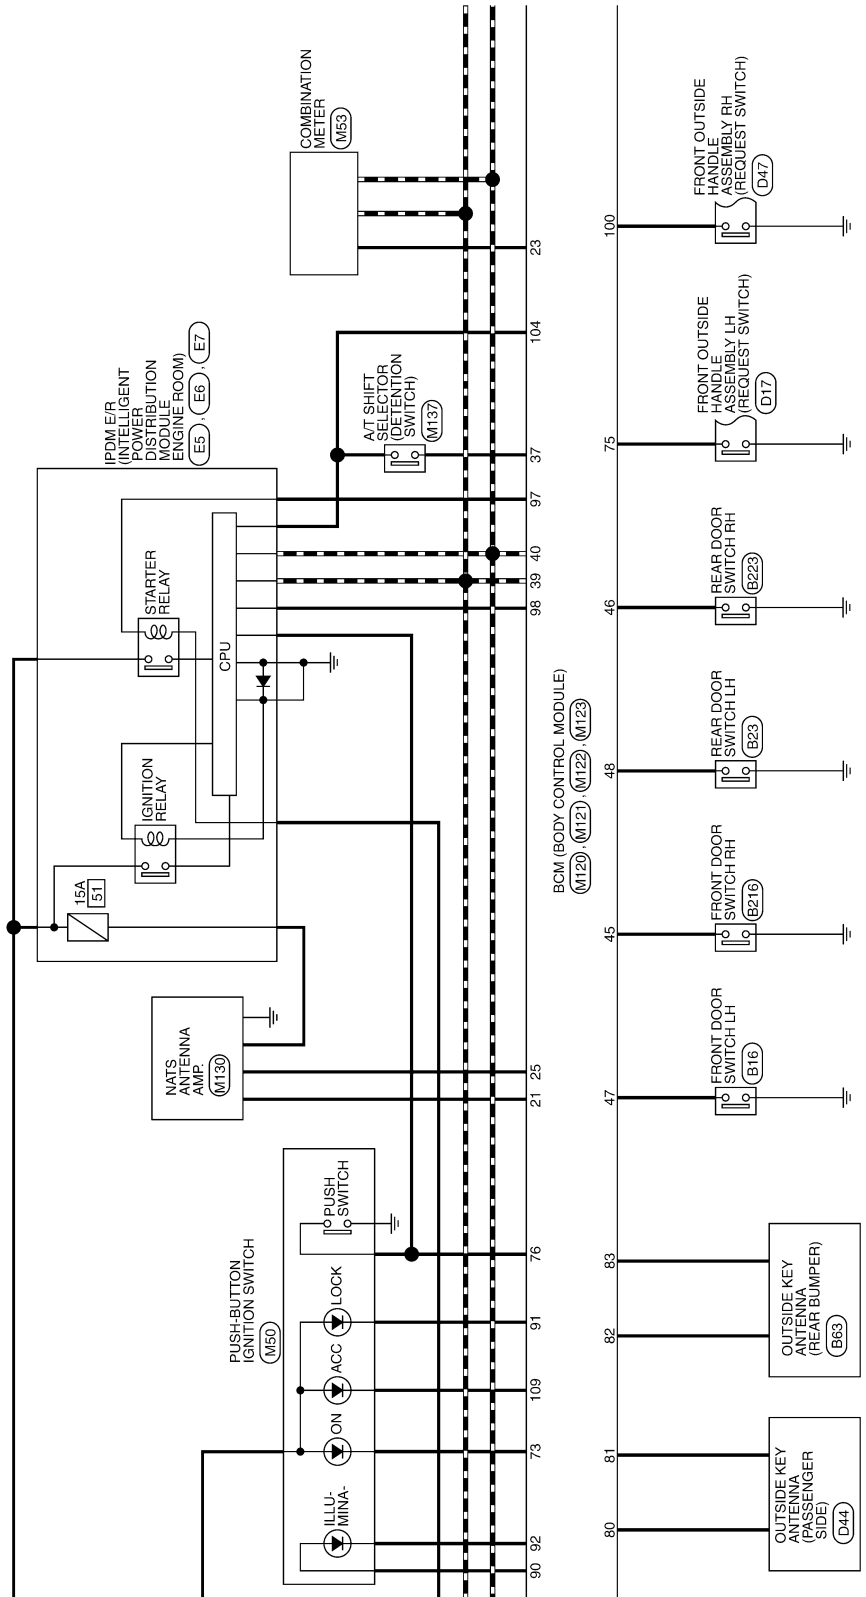 COMBINATION
METER
M53
23
104
IPDM E/R
(INTELLIGENT
POWER
DISTRIBUTION
MODULE
ENGINE ROOM)
E5 , E6 , E7
A/T SHIFT
SELECTOR
(DETENTION
SWITCH)
M137
37
97
40
39
98
STARTER
RELAY
CPU
IGNITION
RELAY
15A
51
NATS
ANTENNA
AMP.
M130
25
21
PUSH-BUTTON
IGNITION SWITCH
M50
PUSH
SWITCH
LOCK
ACC
ON
ILLU-
MINA-
76
91
109
73
92
90
BCM (BODY CONTROL MODULE)
M120 , M121 , M122 , M123
FRONT OUTSIDE
HANDLE
ASSEMBLY RH
(REQUEST SWITCH)
D47
100
FRONT OUTSIDE
HANDLE
ASSEMBLY LH
(REQUEST SWITCH)
D17
75
REAR DOOR
SWITCH RH
B223
46
REAR DOOR
SWITCH LH
B23
48
FRONT DOOR
SWITCH RH
B216
45
FRONT DOOR
SWITCH LH
B16
47
83
82
OUTSIDE KEY
ANTENNA
(REAR BUMPER)
B63
81
80
OUTSIDE KEY
ANTENNA
(PASSENGER
SIDE)
D44